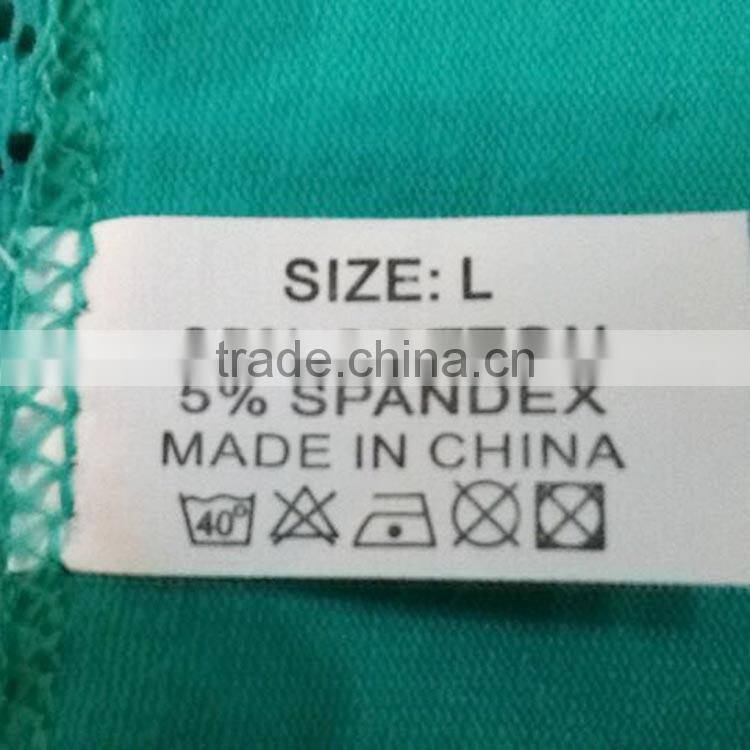 SIZE: L
trade.china.cn
5% SPANDEX
MADE IN CHINA
40°